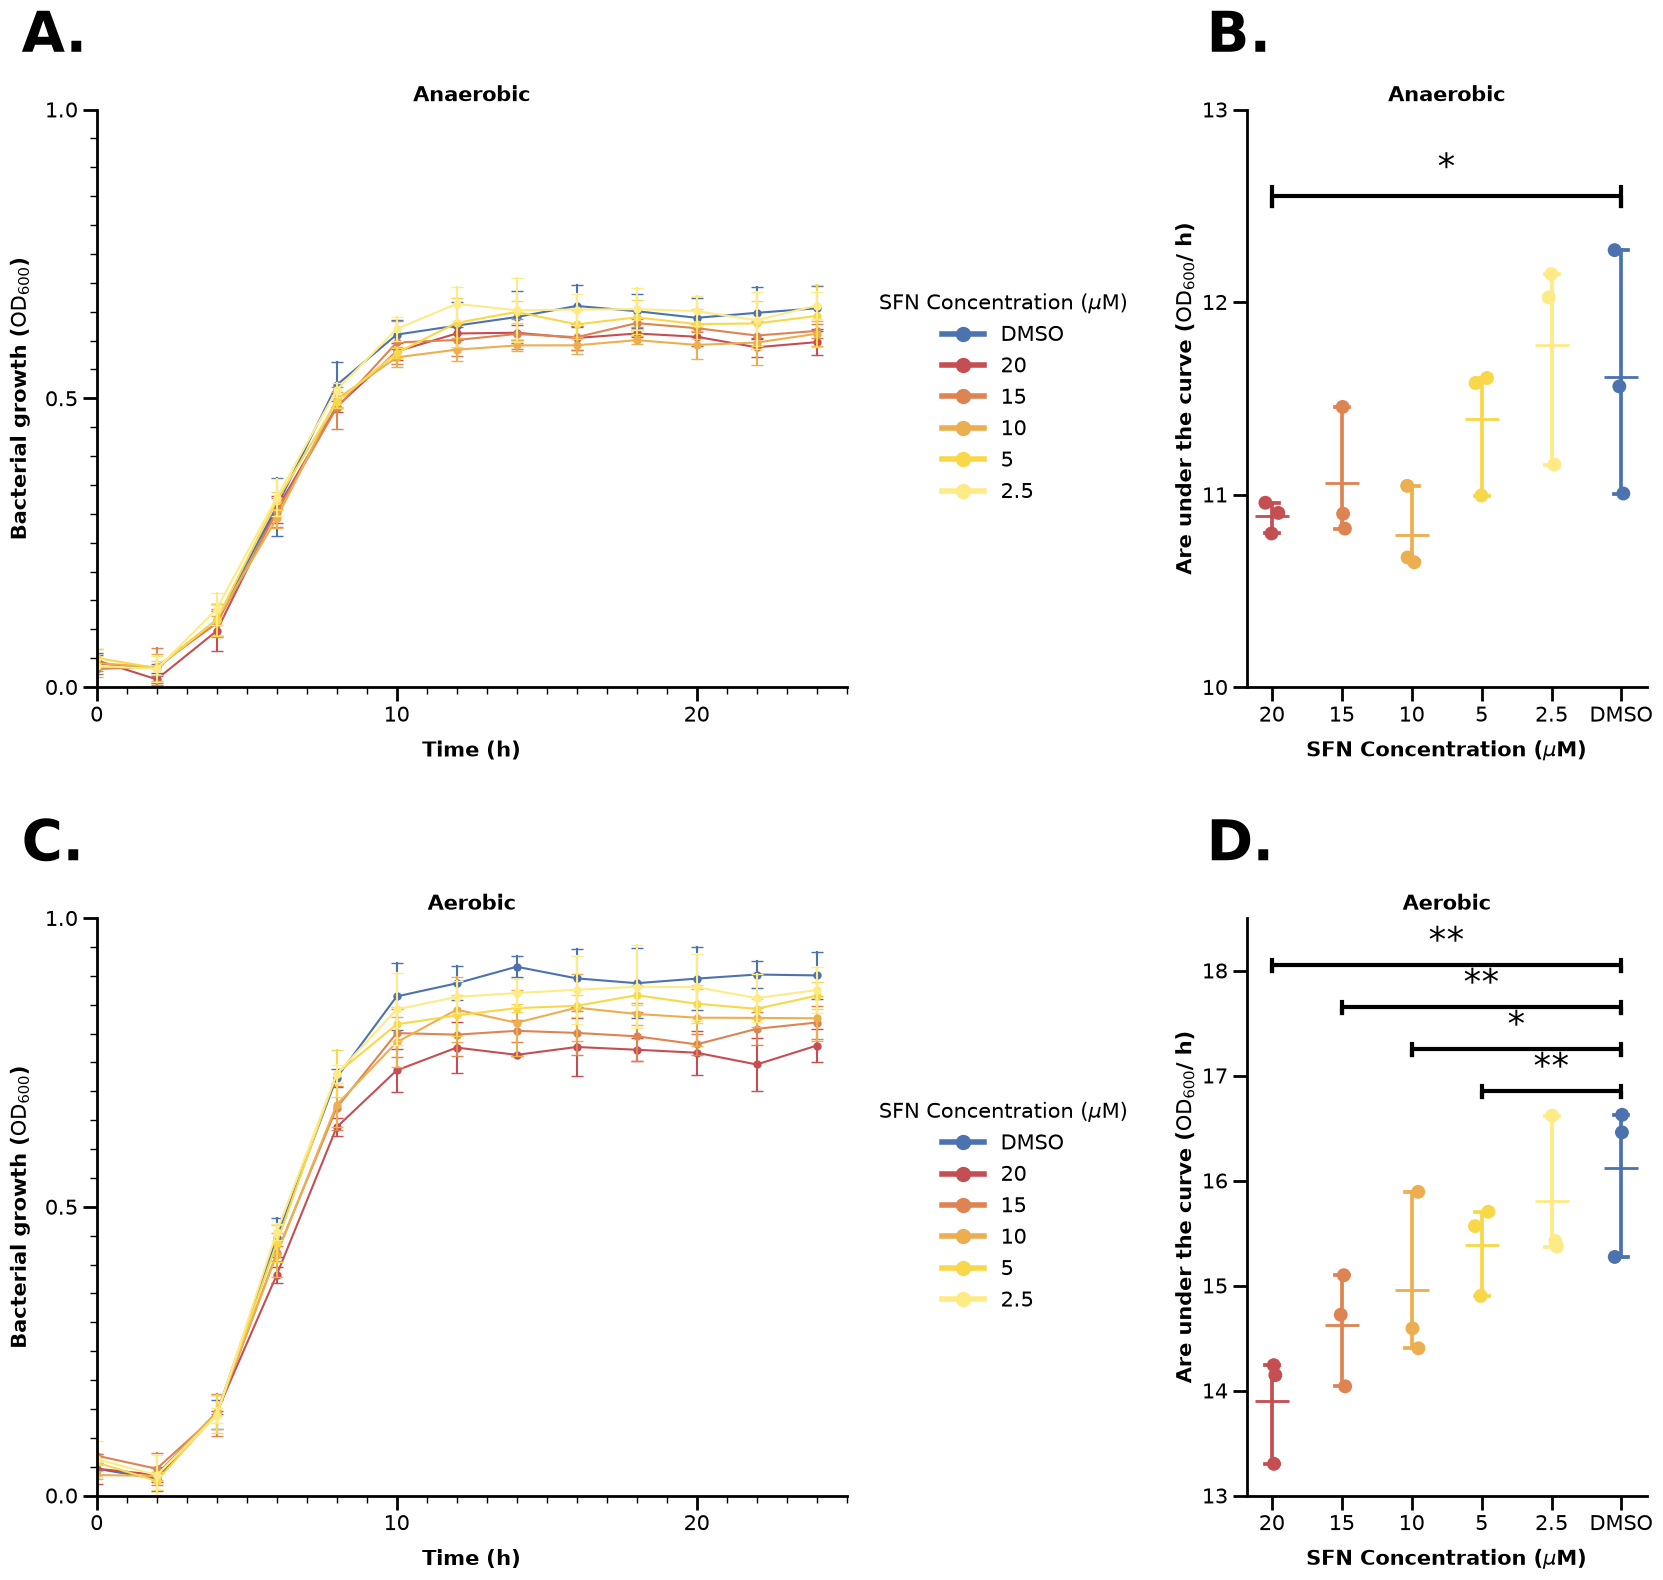 A.
Anaerobic
1.0
0.5
0.0
0
10
20
Bacterial growth (OD600)
Time (h)
SFN Concentration (μM)
DMSO
20
15
10
5
2.5
B.
Anaerobic
*
13
12
11
10
Are under the curve (OD600/ h)
20
15
10
5
2.5
DMSO
SFN Concentration (μM)
C.
Aerobic
1.0
0.5
0.0
0
10
20
Bacterial growth (OD600)
Time (h)
SFN Concentration (μM)
DMSO
20
15
10
5
2.5
D.
Aerobic
**
**
*
**
18
17
16
15
14
13
Are under the curve (OD600/ h)
20
15
10
5
2.5
DMSO
SFN Concentration (μM)